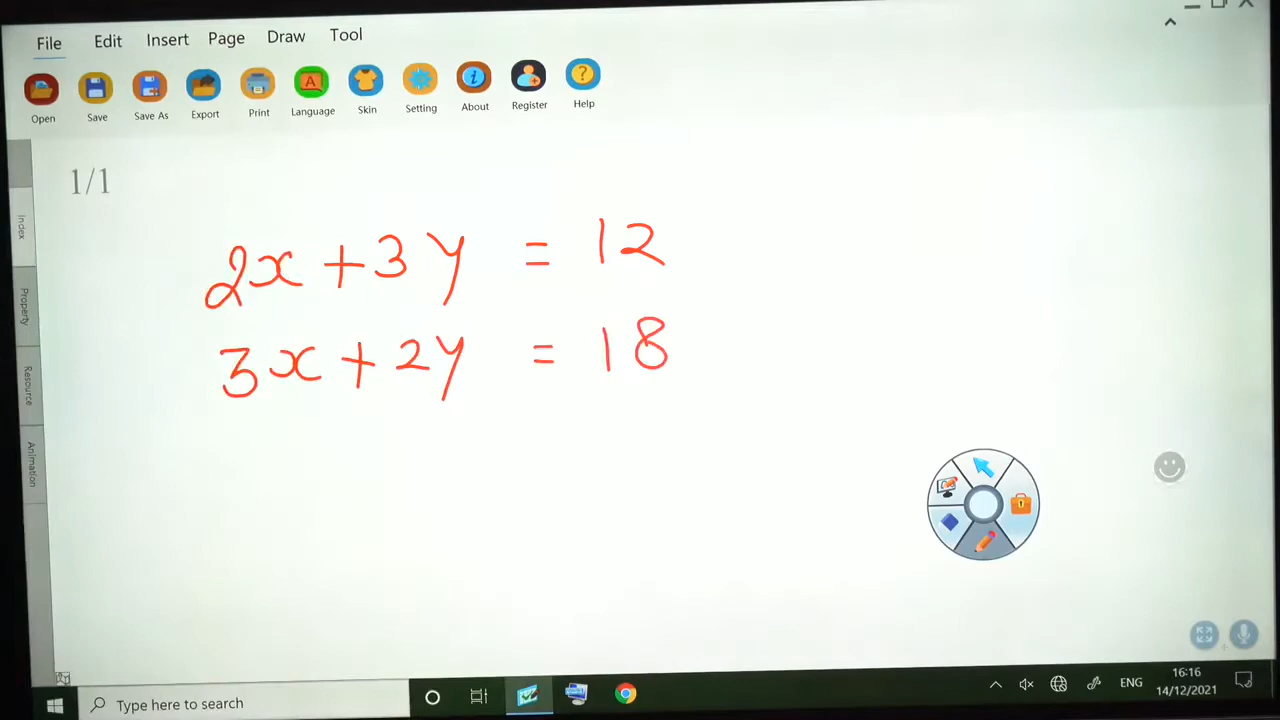 File Edit Insert Page Draw Tool
Open Save Save As Export Print Language Skin Setting About Register Help
1/1
Index
Property
Resource
Animation
2x + 3y = 12
3x + 2y = 18
Type here to search
ENG
16:16
14/12/2021